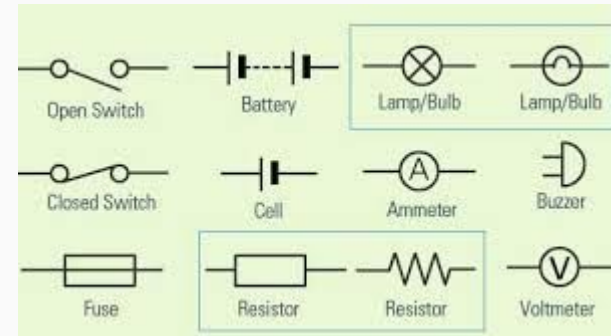 Open Switch
Battery
Lamp/Bulb
Lamp/Bulb
Closed Switch
Cell
A
Ammeter
Buzzer
Fuse
Resistor
Resistor
V
Voltmeter